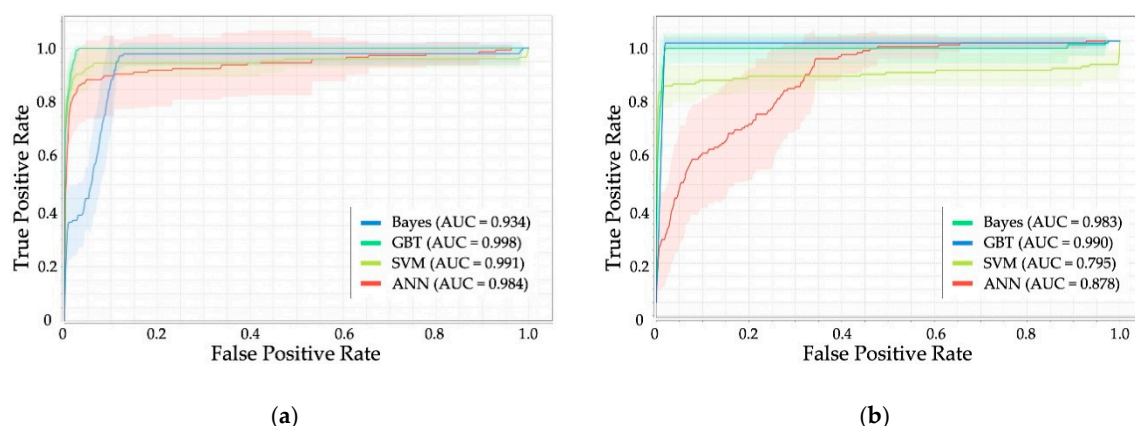 1.0
0.8
0.6
0.4
0.2
0
True Positive Rate
Bayes (AUC = 0.934)
GBT (AUC = 0.998)
SVM (AUC = 0.991)
ANN (AUC = 0.984)
0 0.2 0.4 0.6 0.8 1.0
False Positive Rate
(a)
1.0
0.8
0.6
0.4
0.2
0
True Positive Rate
Bayes (AUC = 0.983)
GBT (AUC = 0.990)
SVM (AUC = 0.795)
ANN (AUC = 0.878)
0 0.2 0.4 0.6 0.8 1.0
False Positive Rate
(b)